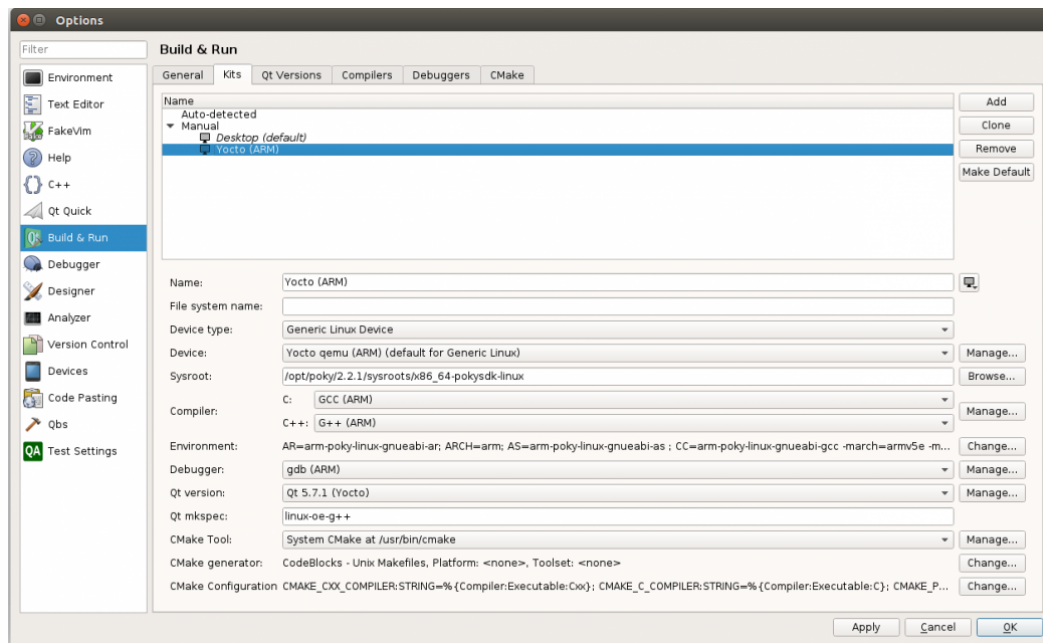 Options
Filter
Environment
Text Editor
FakeVim
Help
C++
Qt Quick
Build & Run
Debugger
Designer
Analyzer
Version Control
Devices
Code Pasting
Qbs
QA Test Settings
Build & Run
General Kits Qt Versions Compilers Debuggers CMake
Name
Auto-detected
Manual
Desktop (default)
Yocto (ARM)
Add
Clone
Remove
Make Default
Name: Yocto (ARM)
File system name:
Device type: Generic Linux Device
Device: Yocto qemu (ARM) (default for Generic Linux) Manage...
Sysroot: /opt/poky/2.2.1/sysroots/x86_64-pokysdk-linux Browse...
Compiler: C: GCC (ARM) Manage...
C++: G++ (ARM)
Environment: AR=arm-poky-linux-gnueabi-ar; ARCH=arm; AS=arm-poky-linux-gnueabi-as ; CC=arm-poky-linux-gnueabi-gcc -march=armv5e -m... Change...
Debugger: gdb (ARM) Manage...
Qt version: Qt 5.7.1 (Yocto) Manage...
Qt mkspec: linux-oe-g++
CMake Tool: System CMake at /usr/bin/cmake Manage...
CMake generator: CodeBlocks - Unix Makefiles, Platform: <none>, Toolset: <none> Change...
CMake Configuration CMAKE_CXX_COMPILER:STRING=%{Compiler:Executable:Cxx}; CMAKE_C_COMPILER:STRING=%{Compiler:Executable:C}; CMAKE_P... Change...
Apply Cancel OK